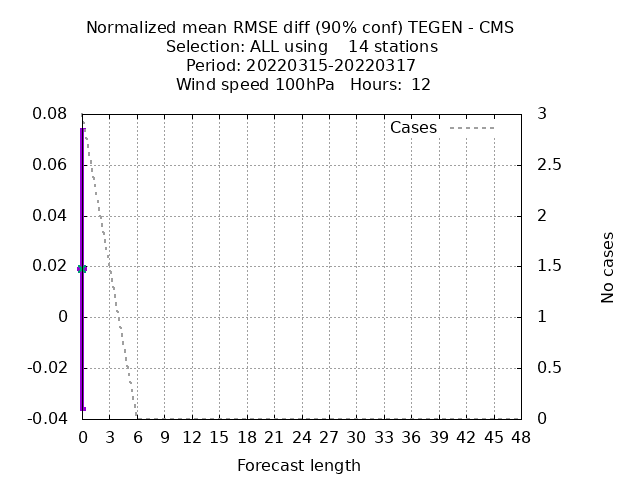 Normalized mean RMSE diff (90% conf) TEGEN - CMS
Selection: ALL using    14 stations
Period: 20220315-20220317
Wind speed 100hPa   Hours:  12
Cases
0.08
0.06
0.04
0.02
0
-0.02
-0.04
3
2.5
2
1.5
1
0.5
0
No cases
0 3 6 9 12 15 18 21 24 27 30 33 36 39 42 45 48
Forecast length